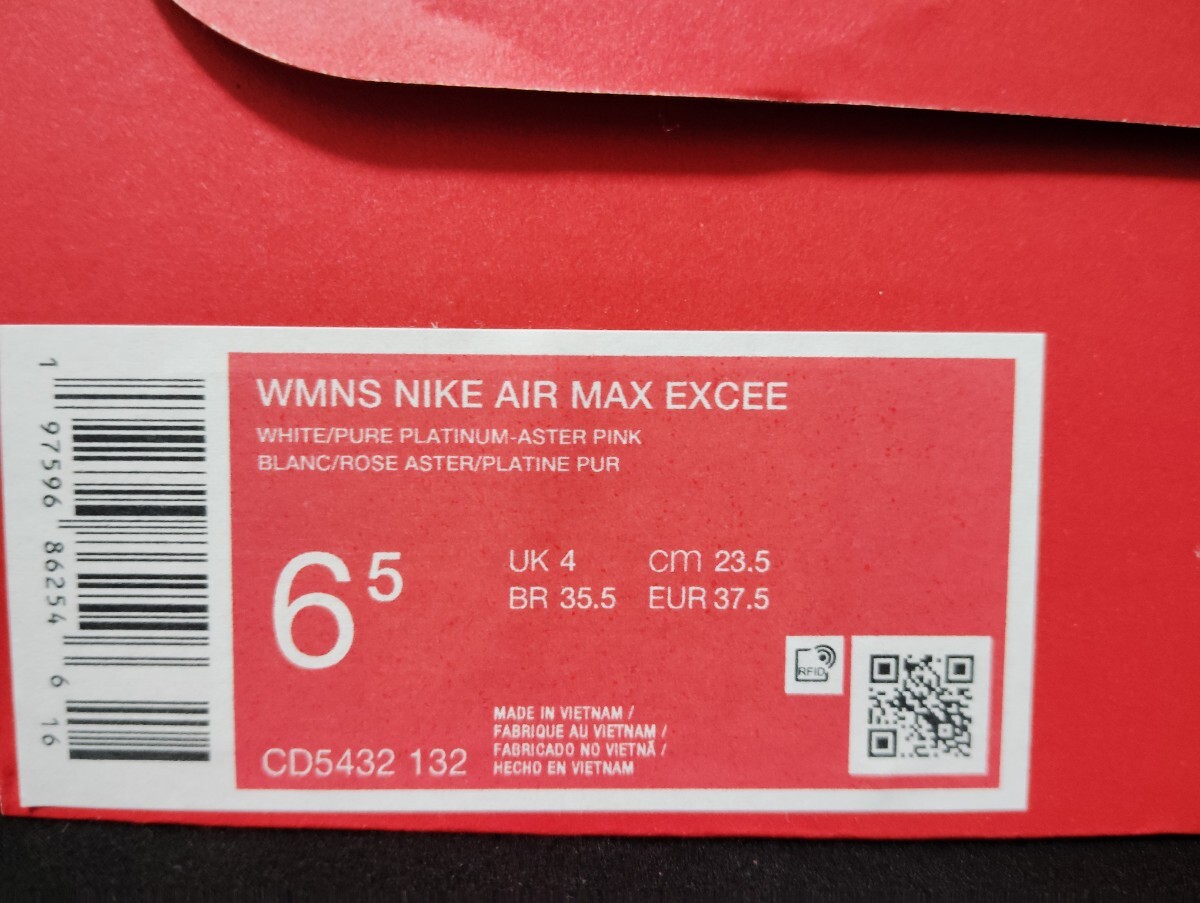 WMNS NIKE AIR MAX EXCEE
WHITE/PURE PLATINUM-ASTER PINK
BLANC/ROSE ASTER/PLATINE PUR
6 5
UK 4 cm 23.5
BR 35.5 EUR 37.5
RFID
MADE IN VIETNAM /
FABRIQUE AU VIETNAM /
FABRICADO NO VIETNÃ /
HECHO EN VIETNAM
CD5432 132
1 97596 86254 6 16